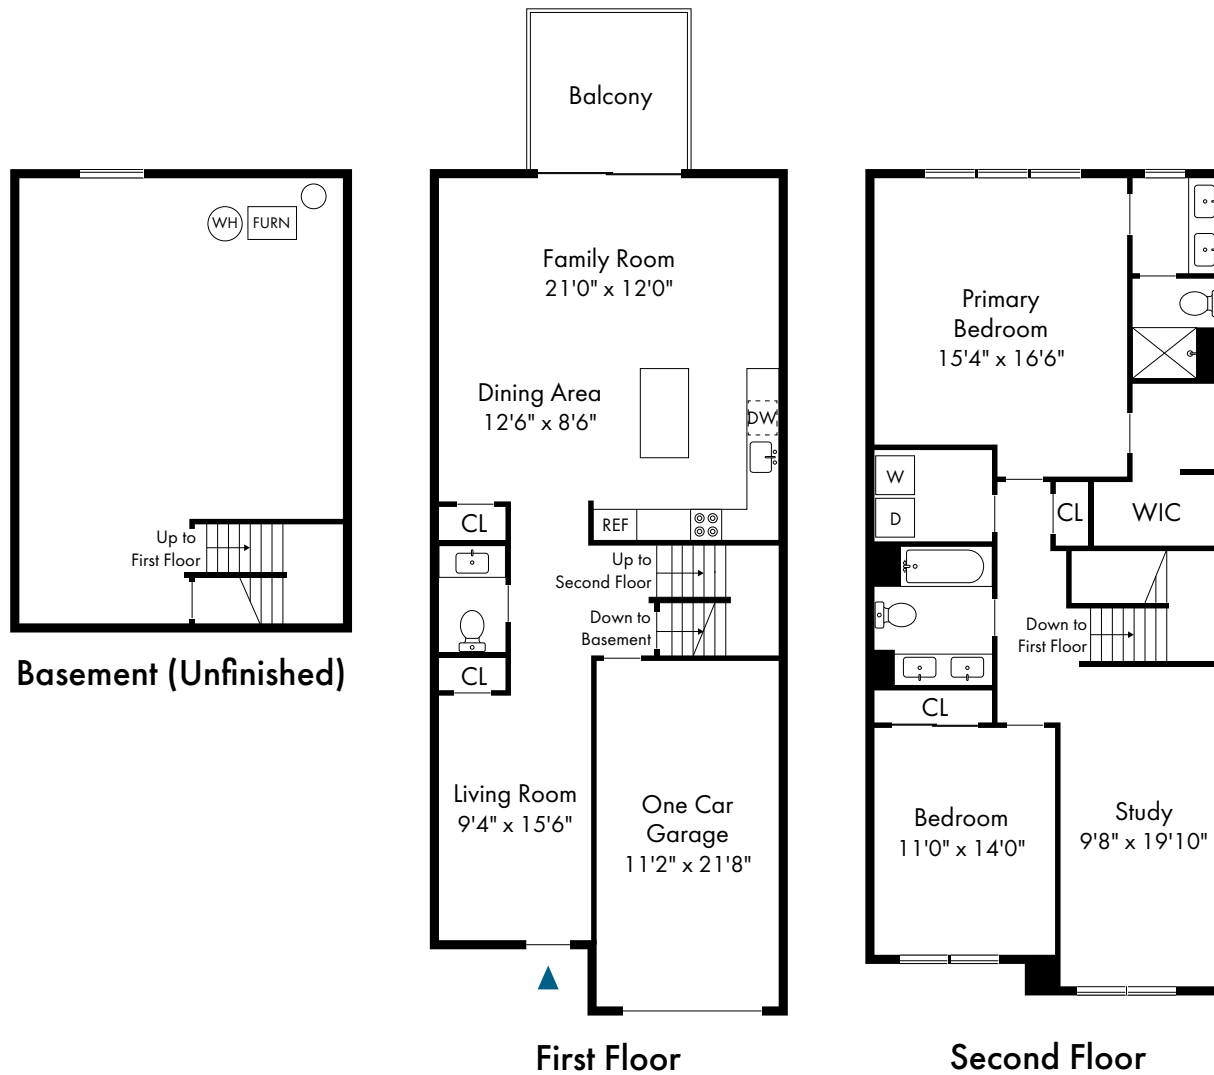 WH
FURN
Up to
First Floor
Basement (Unfinished)
Balcony
Family Room
21'0" x 12'0"
Dining Area
12'6" x 8'6"
DW
CL
REF
Up to
Second Floor
Down to
Basement
CL
Living Room
9'4" x 15'6"
One Car
Garage
11'2" x 21'8"
First Floor
Primary
Bedroom
15'4" x 16'6"
W
D
CL
WIC
Down to
First Floor
CL
Bedroom
11'0" x 14'0"
Study
9'8" x 19'10"
Second Floor